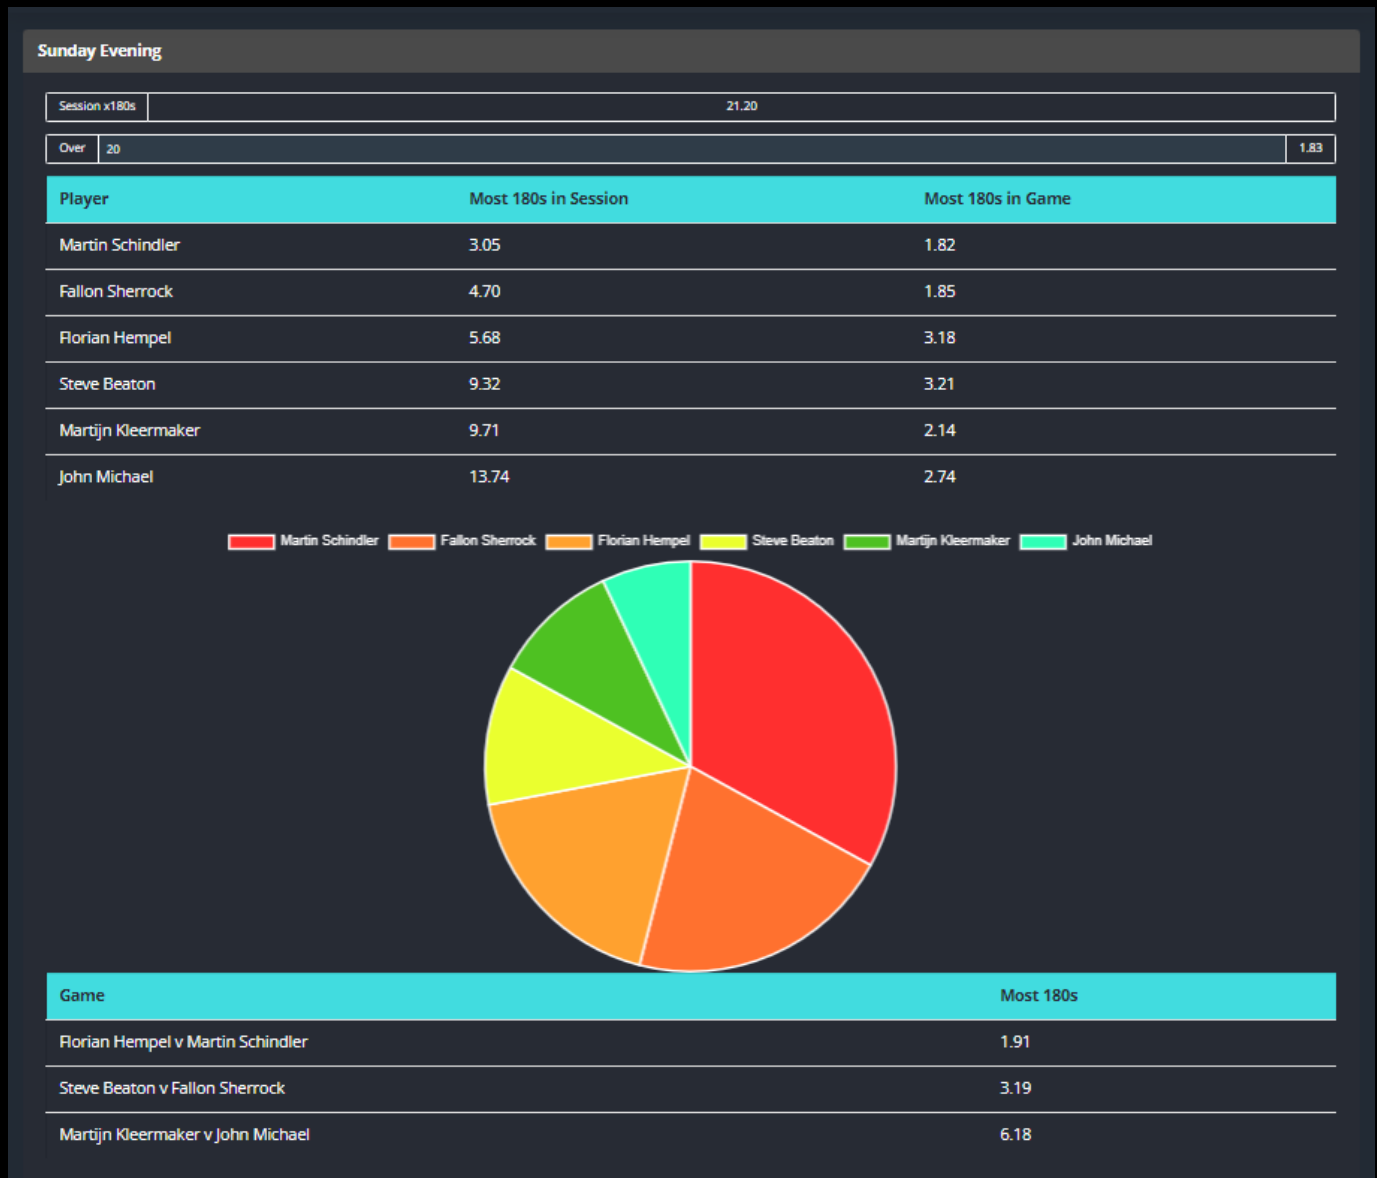 Sunday Evening
Session x180s 21.20
Over 20 1.83
Player Most 180s in Session Most 180s in Game
Martin Schindler 3.05 1.82
Fallon Sherrock 4.70 1.85
Florian Hempel 5.68 3.18
Steve Beaton 9.32 3.21
Martijn Kleermaker 9.71 2.14
John Michael 13.74 2.74
Martin Schindler Fallon Sherrock Florian Hempel Steve Beaton Martijn Kleermaker John Michael
Game Most 180s
Florian Hempel v Martin Schindler 1.91
Steve Beaton v Fallon Sherrock 3.19
Martijn Kleermaker v John Michael 6.18